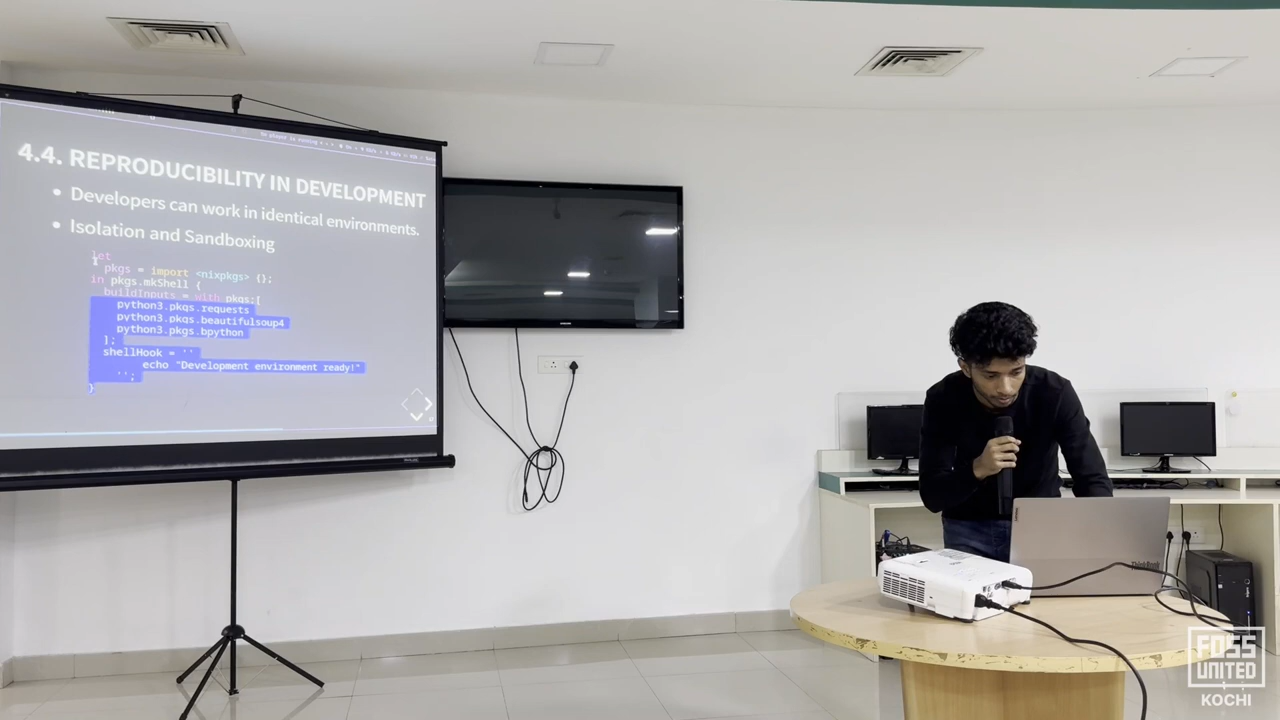 4.4. REPRODUCIBILITY IN DEVELOPMENT
Developers can work in identical environments.
Isolation and Sandboxing
let
pkgs = import <nixpkgs> {};
in pkgs.mkShell {
buildInputs = with pkgs;[
python3.pkgs.requests
python3.pkgs.beautifulsoup4
python3.pkgs.bpython
];
shellHook = ''
echo "Development environment ready!"
'';
}
Lenovo
ThinkBook
FOSS
UNITED
KOCHI